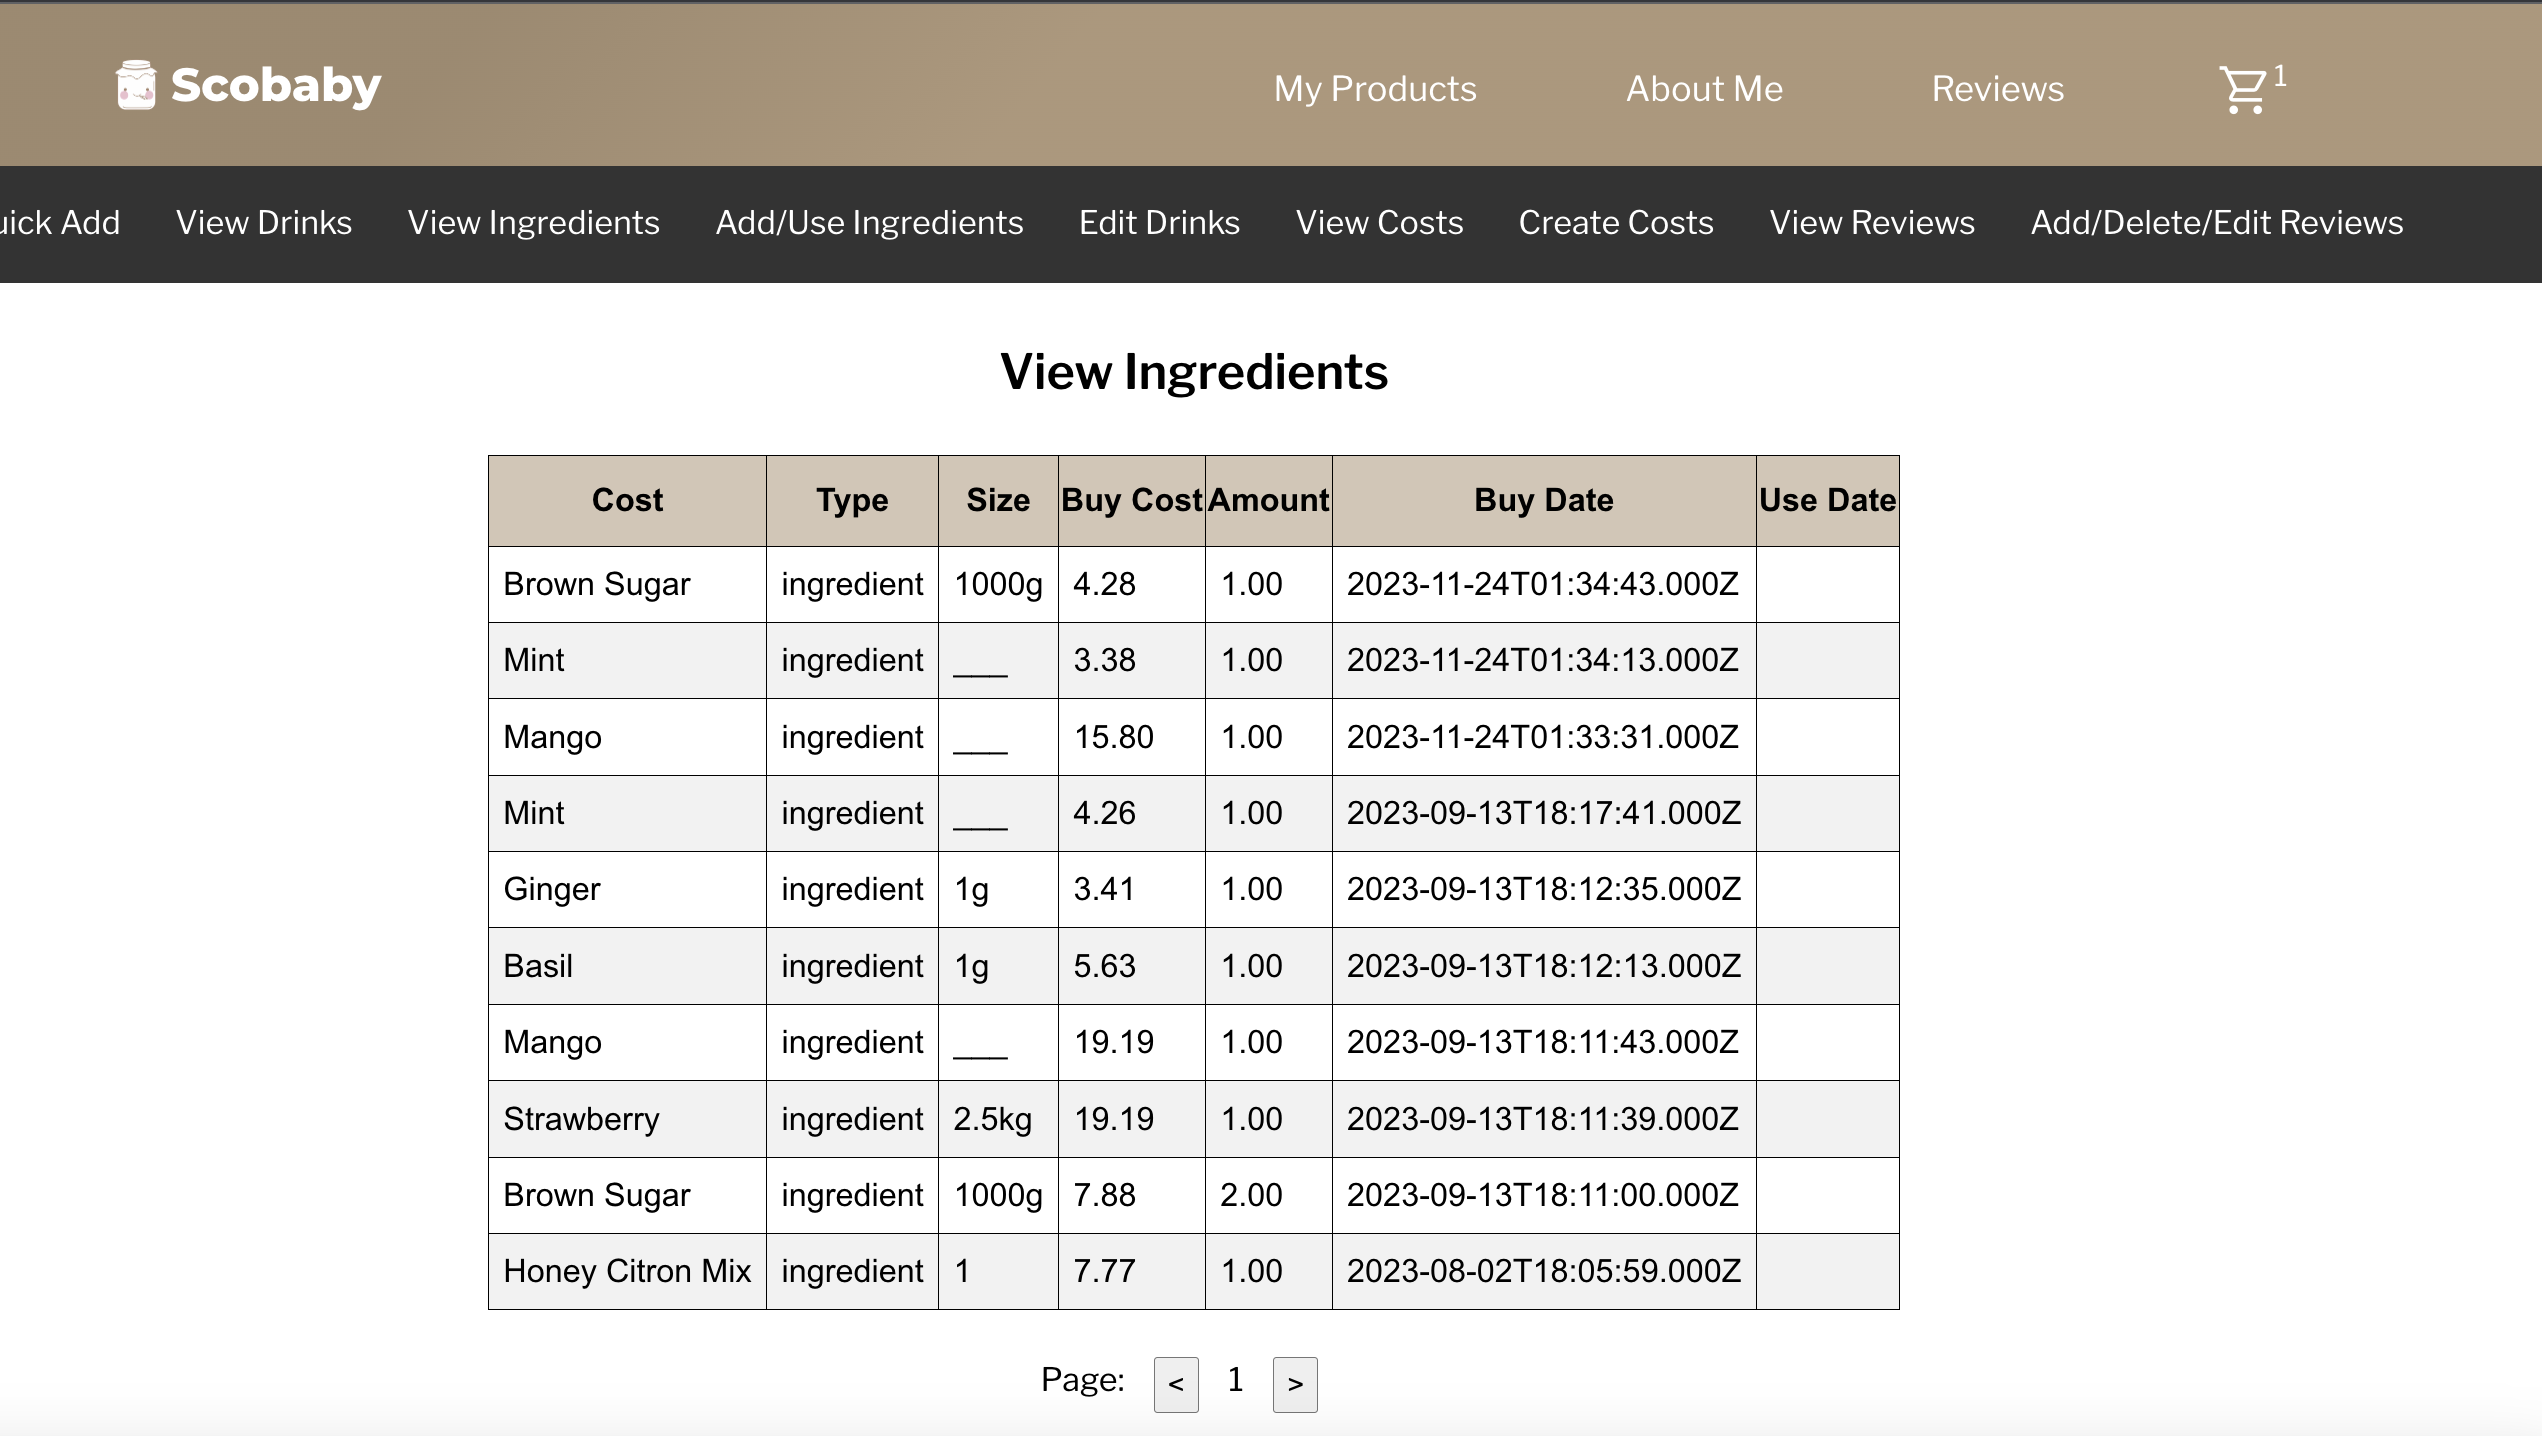 Scobaby My Products About Me Reviews 1
uick Add View Drinks View Ingredients Add/Use Ingredients Edit Drinks View Costs Create Costs View Reviews Add/Delete/Edit Reviews
View Ingredients
Cost Type Size Buy Cost Amount Buy Date Use Date
Brown Sugar ingredient 1000g 4.28 1.00 2023-11-24T01:34:43.000Z
Mint ingredient ___ 3.38 1.00 2023-11-24T01:34:13.000Z
Mango ingredient ___ 15.80 1.00 2023-11-24T01:33:31.000Z
Mint ingredient ___ 4.26 1.00 2023-09-13T18:17:41.000Z
Ginger ingredient 1g 3.41 1.00 2023-09-13T18:12:35.000Z
Basil ingredient 1g 5.63 1.00 2023-09-13T18:12:13.000Z
Mango ingredient ___ 19.19 1.00 2023-09-13T18:11:43.000Z
Strawberry ingredient 2.5kg 19.19 1.00 2023-09-13T18:11:39.000Z
Brown Sugar ingredient 1000g 7.88 2.00 2023-09-13T18:11:00.000Z
Honey Citron Mix ingredient 1 7.77 1.00 2023-08-02T18:05:59.000Z
Page: < 1 >